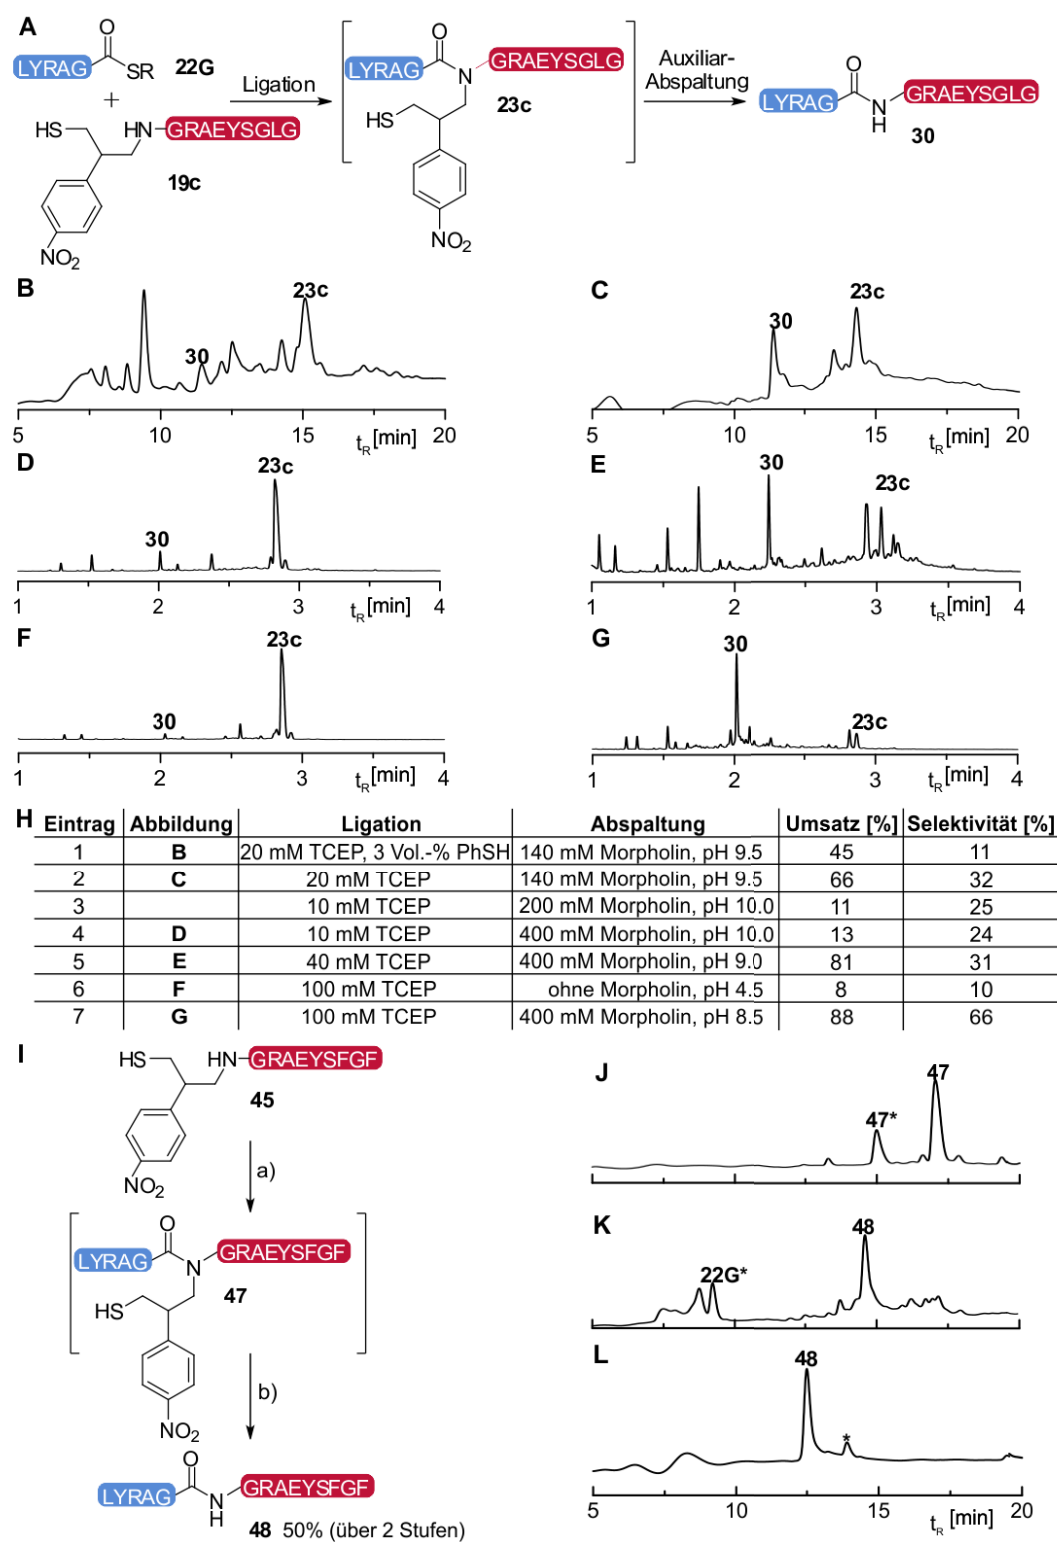 A
LYRAG
O
SR
22G
+
HS
HN
GRAEYSGLG
19c
NO2
Ligation
O
LYRAG
N
GRAEYSGLG
HS
23c
NO2
Auxiliar-
Abspaltung
O
LYRAG
N
H
GRAEYSGLG
30
B
23c
30
5 10 15 20
tR[min]
C
23c
30
5 10 15 20
tR[min]
D
23c
30
1 2 3 4
tR[min]
E
30
23c
1 2 3 4
tR[min]
F
23c
30
1 2 3 4
tR[min]
G
30
23c
1 2 3 4
tR[min]
H
Eintrag Abbildung Ligation Abspaltung Umsatz [%] Selektivität [%]
1 B 20 mM TCEP, 3 Vol.-% PhSH 140 mM Morpholin, pH 9.5 45 11
2 C 20 mM TCEP 140 mM Morpholin, pH 9.5 66 32
3 10 mM TCEP 200 mM Morpholin, pH 10.0 11 25
4 D 10 mM TCEP 400 mM Morpholin, pH 10.0 13 24
5 E 40 mM TCEP 400 mM Morpholin, pH 9.0 81 31
6 F 100 mM TCEP ohne Morpholin, pH 4.5 8 10
7 G 100 mM TCEP 400 mM Morpholin, pH 8.5 88 66
I
HS
HN
GRAEYSFGF
45
NO2
a)
O
LYRAG
N
GRAEYSFGF
47
HS
NO2
b)
O
LYRAG
N
H
GRAEYSFGF
48 50% (über 2 Stufen)
J
47*
47
K
22G*
48
L
48
*
5 10 15 20
tR [min]